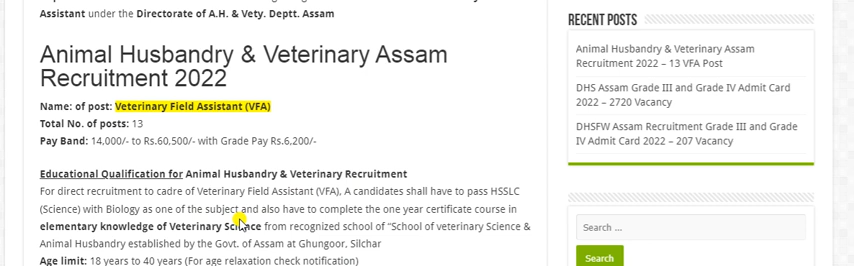 Assistant under the Directorate of A.H. & Vety. Deptt. Assam
Animal Husbandry & Veterinary Assam
Recruitment 2022
Name: of post: Veterinary Field Assistant (VFA)
Total No. of posts: 13
Pay Band: 14,000/- to Rs.60,500/- with Grade Pay Rs.6,200/-
Educational Qualification for Animal Husbandry & Veterinary Recruitment
For direct recruitment to cadre of Veterinary Field Assistant (VFA), A candidates shall have to pass HSSLC
(Science) with Biology as one of the subject and also have to complete the one year certificate course in
elementary knowledge of Veterinary Science from recognized school of "School of veterinary Science &
Animal Husbandry established by the Govt. of Assam at Ghungoor, Silchar
Age limit: 18 years to 40 years (For age relaxation check notification)
RECENT POSTS
Animal Husbandry & Veterinary Assam
Recruitment 2022 – 13 VFA Post
DHS Assam Grade III and Grade IV Admit Card
2022 – 2720 Vacancy
DHSFW Assam Recruitment Grade III and Grade
IV Admit Card 2022 – 207 Vacancy
Search ...
Search